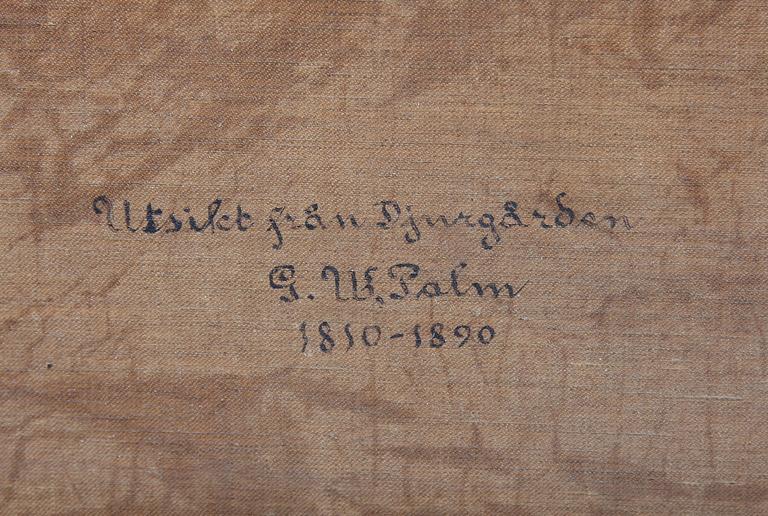 Utsikt från Djurgården
G. W. Palm
1810-1890